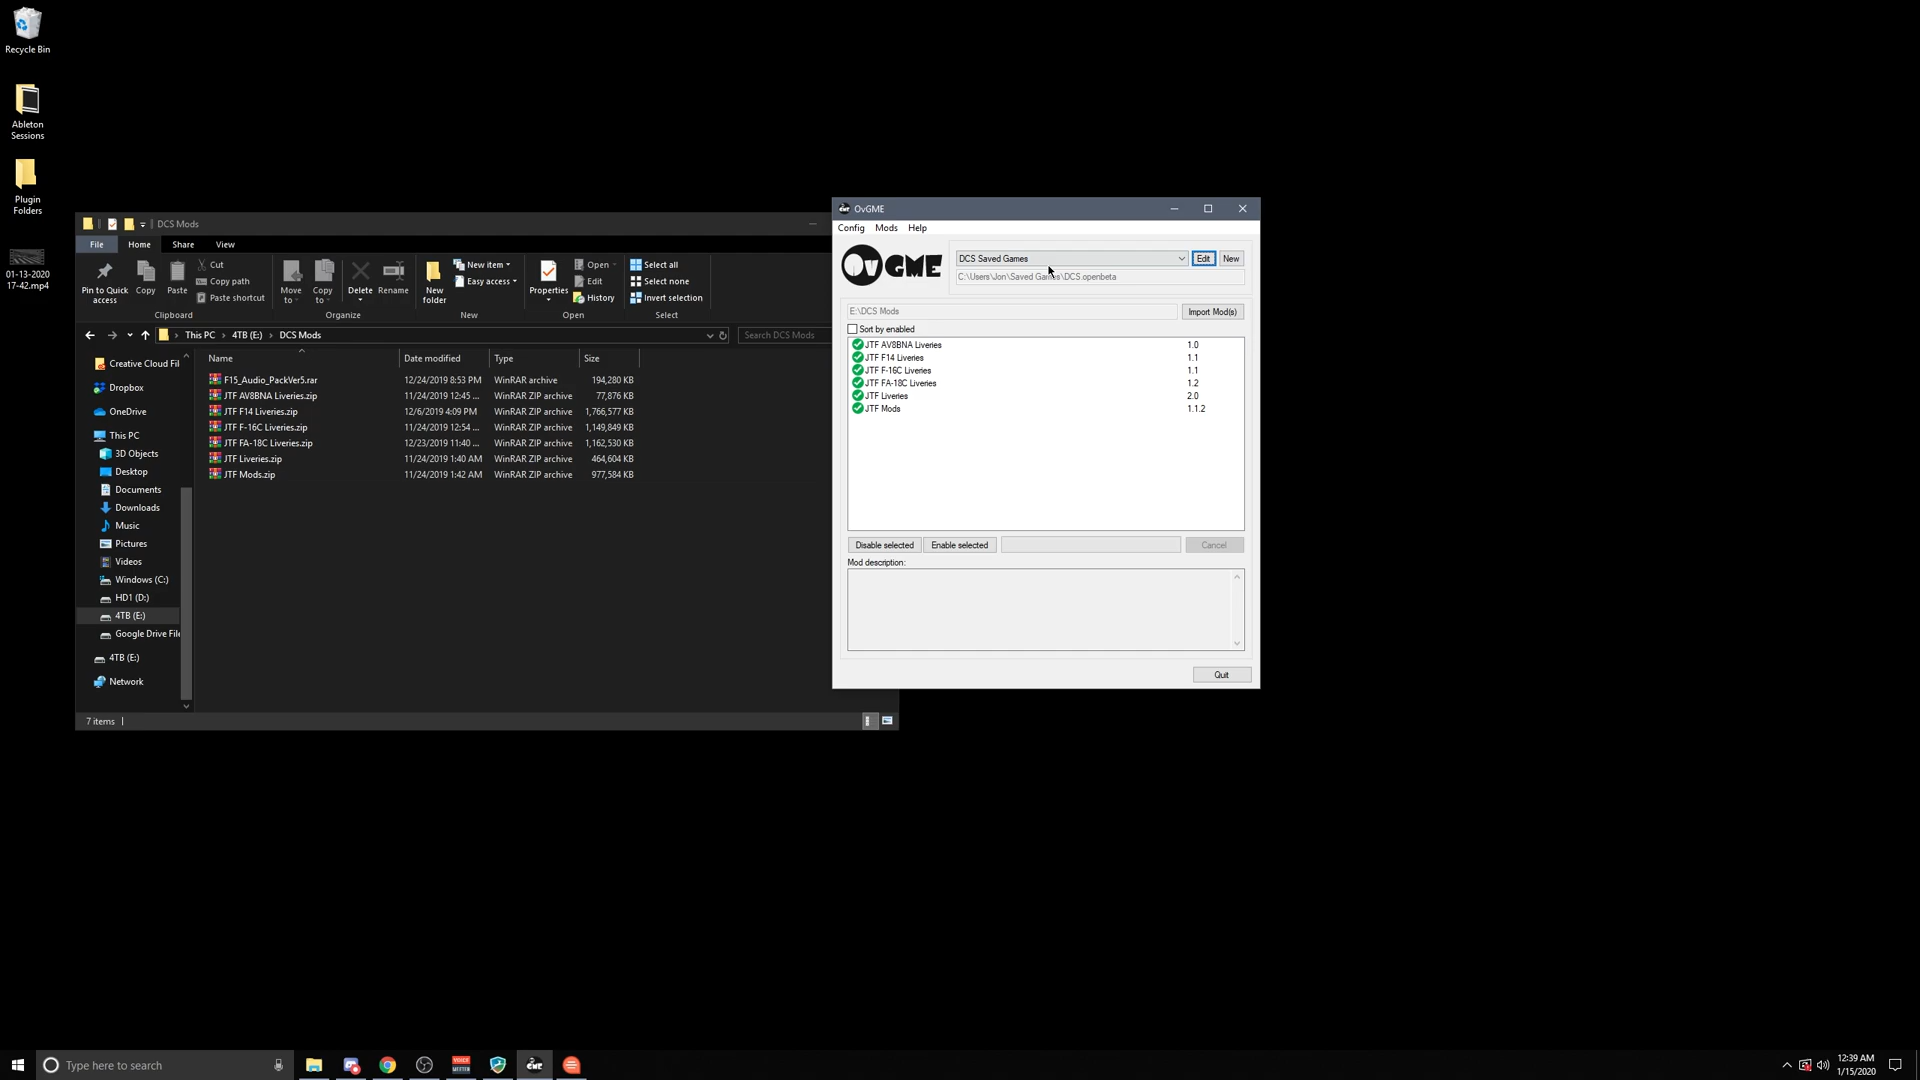 Recycle Bin
Ableton
Sessions
Plugin
Folders
01-13-2020
17-42.mp4
DCS Mods
File Home Share View
Pin to Quick
access
Copy
Paste
Cut
Copy path
Paste shortcut
Clipboard
Move
to
Copy
to
Delete
Rename
Organize
New
folder
New item
Easy access
New
Properties
Open
Edit
History
Open
Select all
Select none
Invert selection
Select
This PC > 4TB (E:) > DCS Mods
Search DCS Mods
Creative Cloud Fil
Dropbox
OneDrive
This PC
3D Objects
Desktop
Documents
Downloads
Music
Pictures
Videos
Windows (C:)
HD1 (D:)
4TB (E:)
Google Drive File
4TB (E:)
Network
Name Date modified Type Size
F15_Audio_PackVer5.rar 12/24/2019 8:53 PM WinRAR archive 194,280 KB
JTF AV8BNA Liveries.zip 11/24/2019 12:45 ... WinRAR ZIP archive 77,876 KB
JTF F14 Liveries.zip 12/6/2019 4:09 PM WinRAR ZIP archive 1,766,577 KB
JTF F-16C Liveries.zip 11/24/2019 12:54 ... WinRAR ZIP archive 1,149,849 KB
JTF FA-18C Liveries.zip 12/23/2019 11:40 ... WinRAR ZIP archive 1,162,530 KB
JTF Liveries.zip 11/24/2019 1:40 AM WinRAR ZIP archive 464,604 KB
JTF Mods.zip 11/24/2019 1:42 AM WinRAR ZIP archive 977,584 KB
7 items
OvGME
Config Mods Help
OVGME
DCS Saved Games
Edit New
C:\Users\Jon\Saved Games\DCS.openbeta
E:\DCS Mods
Import Mod(s)
Sort by enabled
JTF AV8BNA Liveries 1.0
JTF F14 Liveries 1.1
JTF F-16C Liveries 1.1
JTF FA-18C Liveries 1.2
JTF Liveries 2.0
JTF Mods 1.1.2
Disable selected Enable selected Cancel
Mod description:
Quit
Type here to search
VOICE
MEETER
GME
12:39 AM
1/15/2020